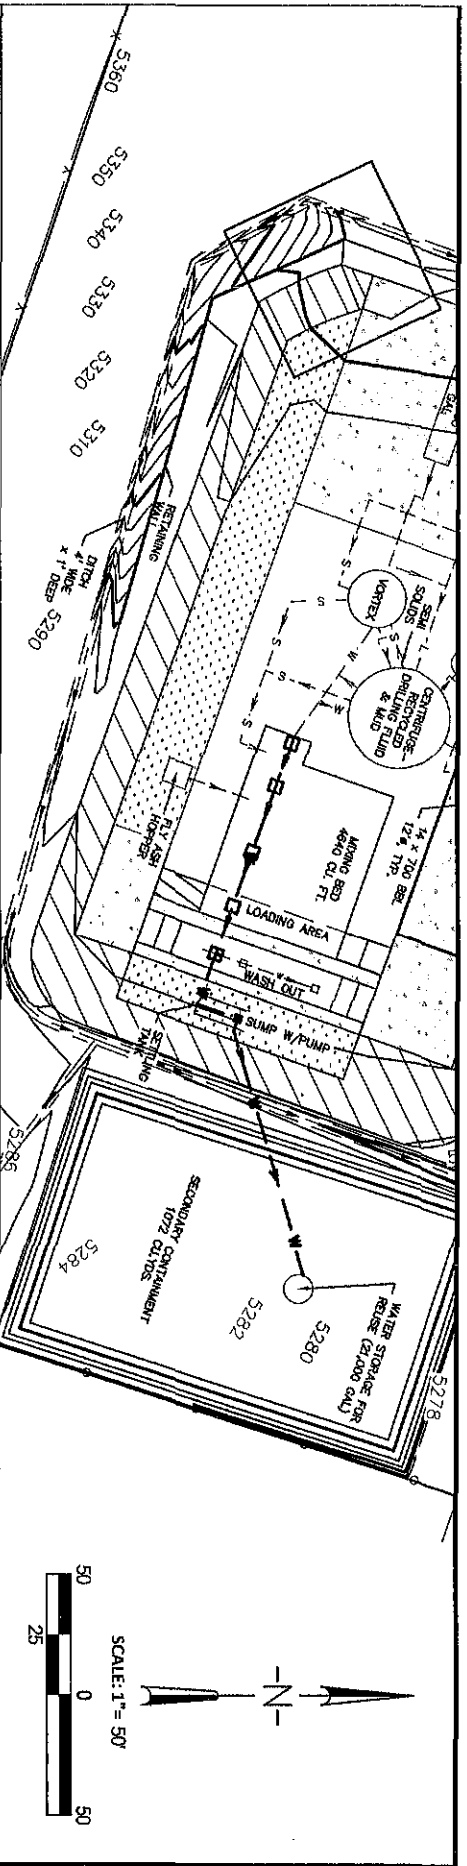 5360
5350
5340
5330
5320
5310
5290
RETAINING
WALL
DITCH
4' WIDE
x 1' DEEP
GAL
SEMI
SOLIDS
VORTEX
S
S
S
S
S
S
S
W
W
CENTRIFUGE
RECYCLED
DRILLING FLUID
& MUD
14 x 700 BBL.
12'ø, TYP.
MIXING BED
4640 CU. FT.
FLY ASH
HOPPER
LOADING AREA
W
WASH OUT
SUMP W/PUMP
SETTLING
TANK
W
W
WATER STORAGE FOR
REUSE (21,000 GAL)
SECONDARY CONTAINMENT
1072 CU.YDS.
5286
5284
5282
5280
5278
N
SCALE: 1"= 50'
50
25
0
50